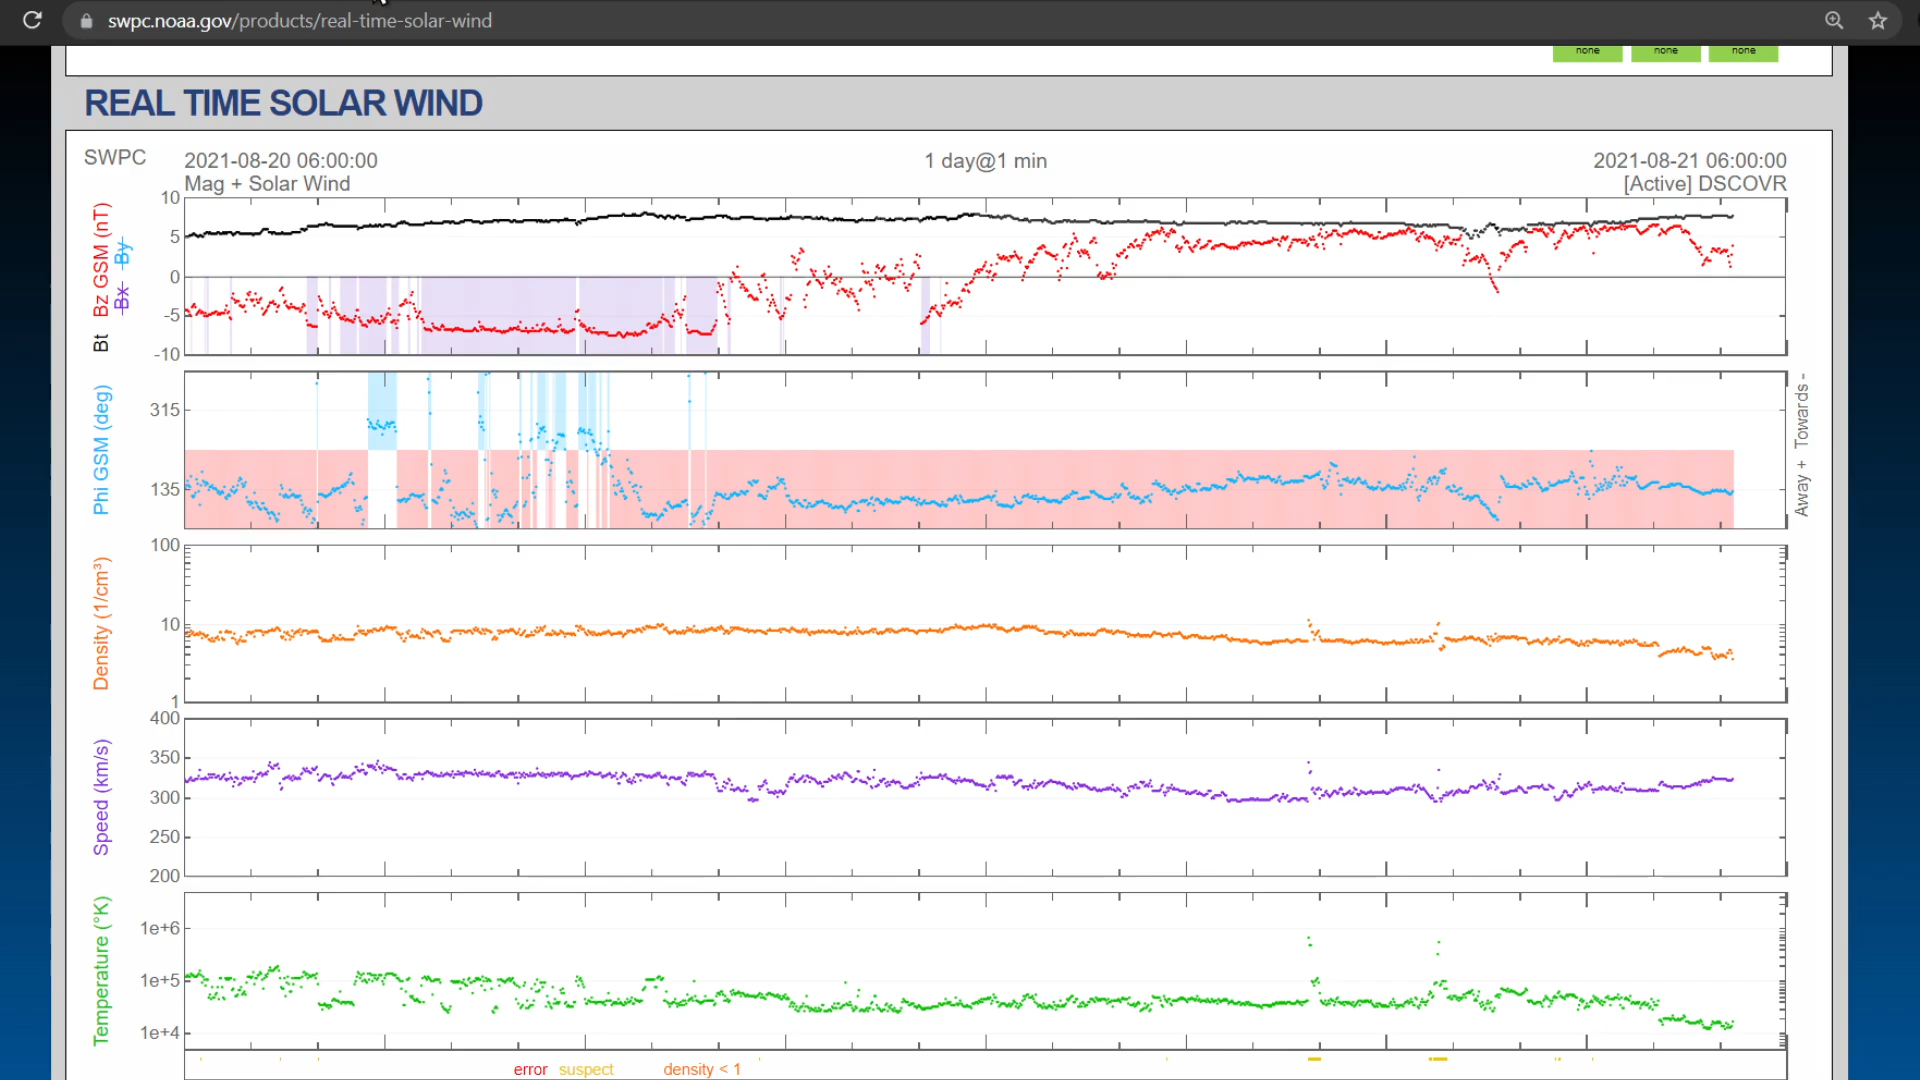 swpc.noaa.gov/products/real-time-solar-wind
none none none
REAL TIME SOLAR WIND
SWPC
2021-08-20 06:00:00 1 day@1 min 2021-08-21 06:00:00
Mag + Solar Wind [Active] DSCOVR
Bt Bz GSM (nT)
Bx By
10
5
0
-5
-10
Phi GSM (deg)
315
135
Away + Towards -
Density (1/cm³)
100
10
1
Speed (km/s)
400
350
300
250
200
Temperature (°K)
1e+6
1e+5
1e+4
error suspect density < 1